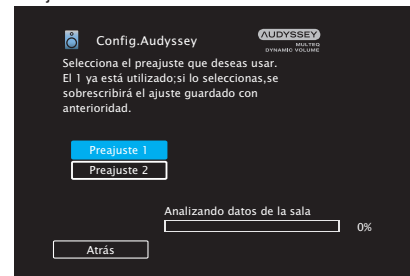 Config.Audyssey
AUDYSSEY
MULTEQ
DYNAMIC VOLUME
Selecciona el preajuste que deseas usar.
El 1 ya está utilizado;si lo seleccionas,se
sobrescribirá el ajuste guardado con
anterioridad.
Preajuste 1
Preajuste 2
Analizando datos de la sala
0%
Atrás